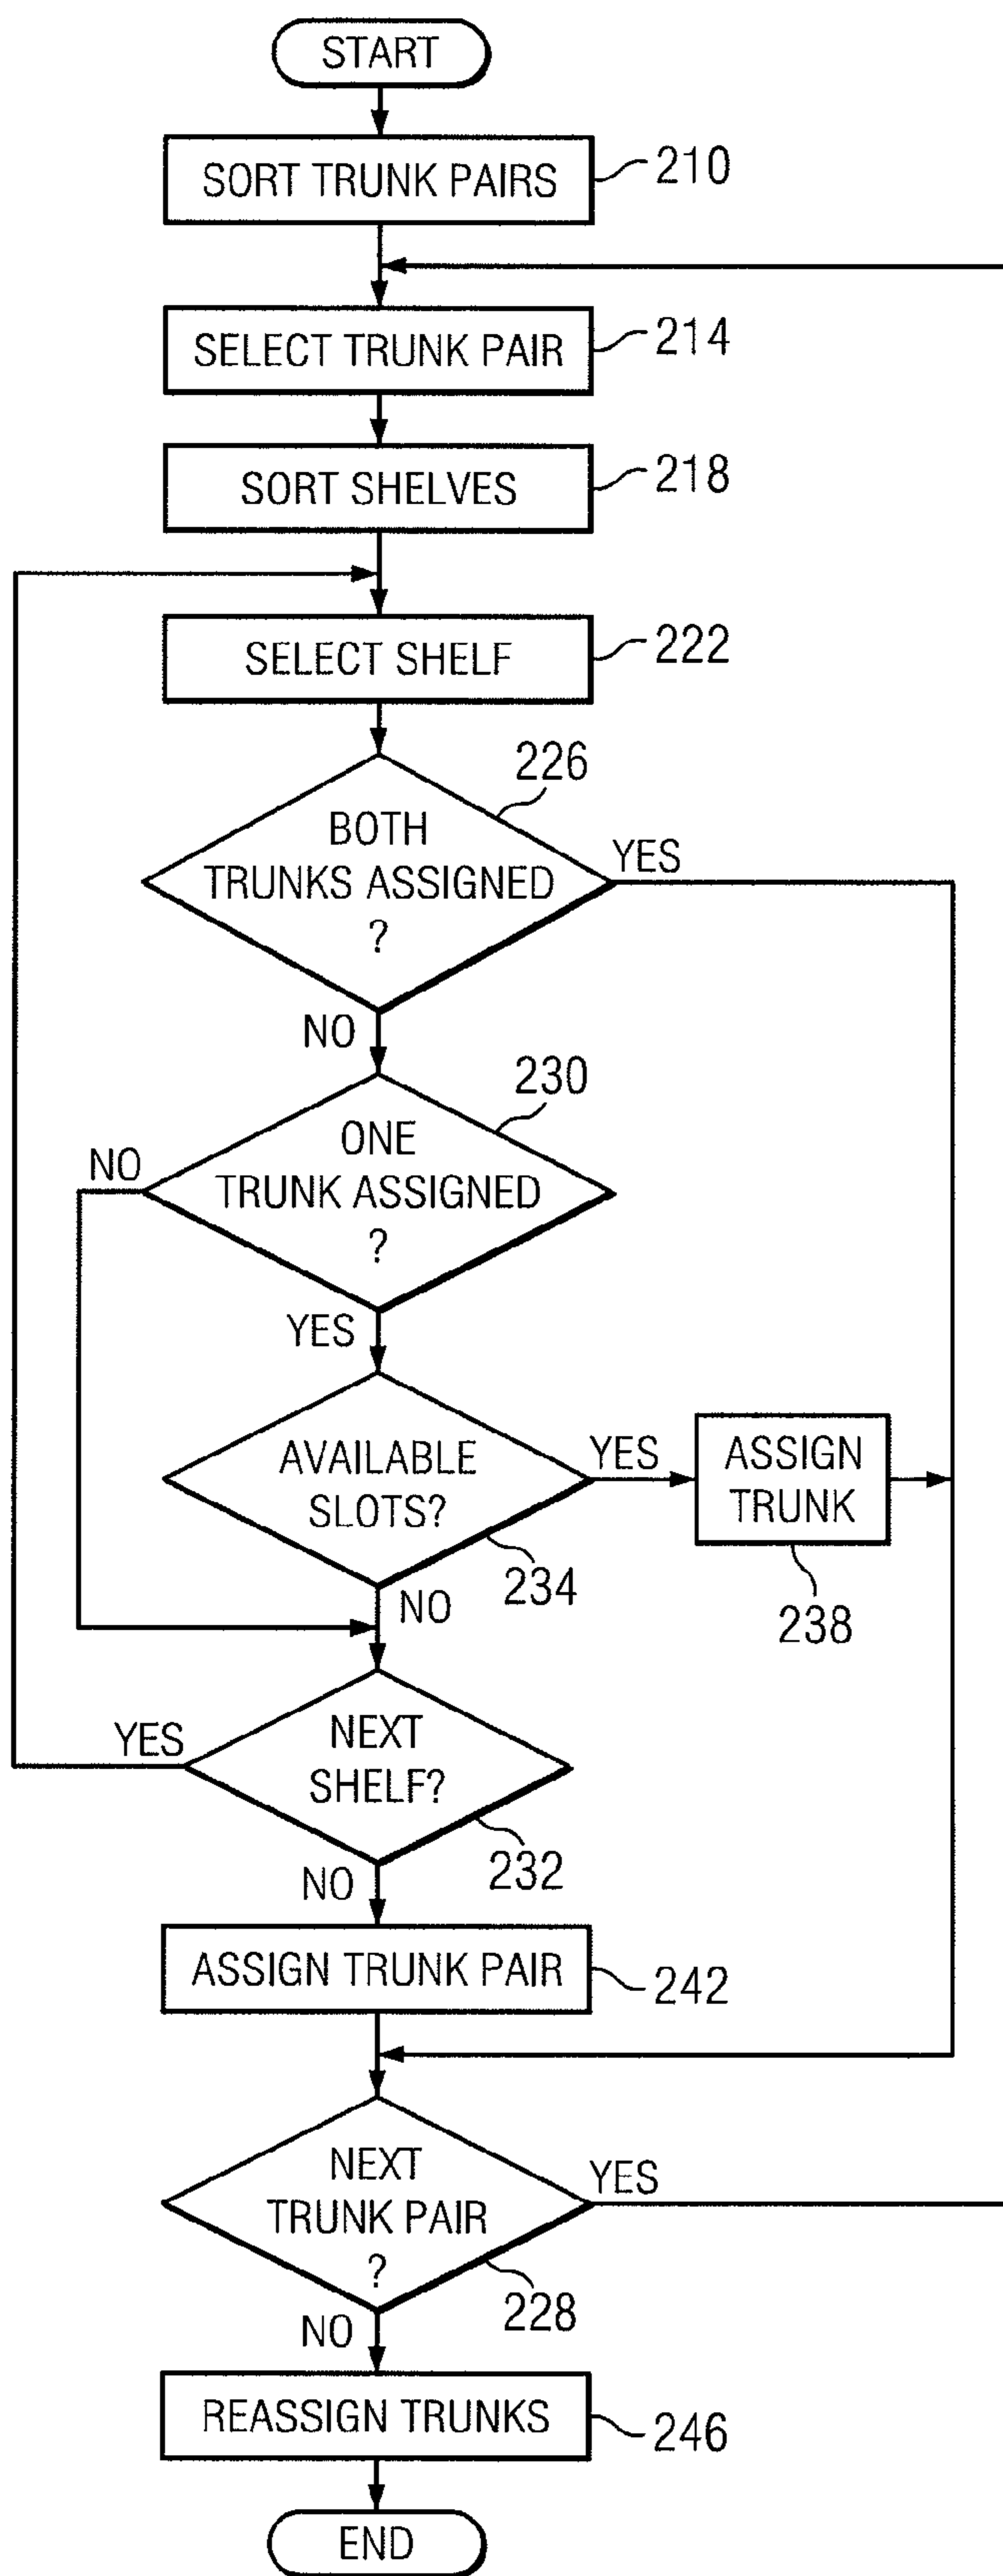 START
SORT TRUNK PAIRS
210
SELECT TRUNK PAIR
214
SORT SHELVES
218
SELECT SHELF
222
226
BOTH
TRUNKS ASSIGNED
?
YES
NO
230
ONE
TRUNK ASSIGNED
?
NO
YES
AVAILABLE
SLOTS?
YES
ASSIGN
TRUNK
234
238
NO
NEXT
SHELF?
YES
232
NO
ASSIGN TRUNK PAIR
242
NEXT
TRUNK PAIR
?
YES
228
NO
REASSIGN TRUNKS
246
END